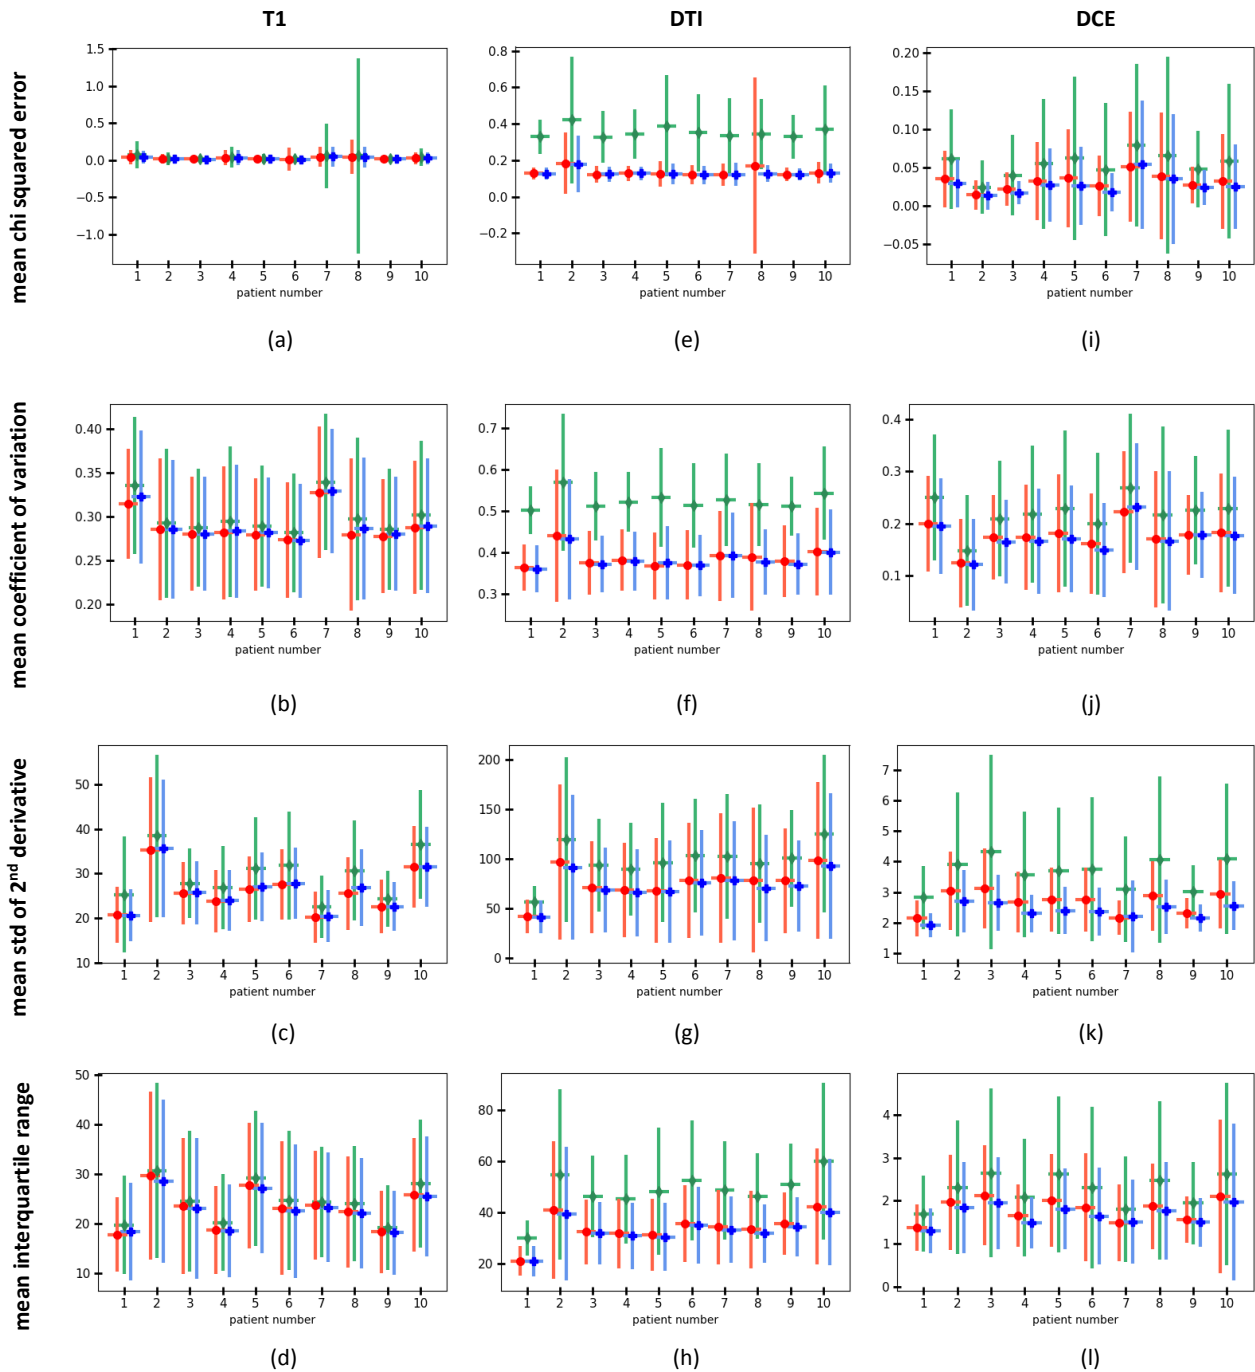 T1 DTI DCE
mean chi squared error
1.5
1.0
0.5
0.0
−0.5
−1.0
1 2 3 4 5 6 7 8 9 10
patient number
(a)
0.8
0.6
0.4
0.2
0.0
−0.2
1 2 3 4 5 6 7 8 9 10
patient number
(e)
0.20
0.15
0.10
0.05
0.00
−0.05
1 2 3 4 5 6 7 8 9 10
patient number
(i)
mean coefficient of variation
0.40
0.35
0.30
0.25
0.20
1 2 3 4 5 6 7 8 9 10
patient number
(b)
0.7
0.6
0.5
0.4
0.3
1 2 3 4 5 6 7 8 9 10
patient number
(f)
0.4
0.3
0.2
0.1
1 2 3 4 5 6 7 8 9 10
patient number
(j)
mean std of 2nd derivative
50
40
30
20
10
1 2 3 4 5 6 7 8 9 10
patient number
(c)
200
150
100
50
0
1 2 3 4 5 6 7 8 9 10
patient number
(g)
7
6
5
4
3
2
1
1 2 3 4 5 6 7 8 9 10
patient number
(k)
mean interquartile range
50
40
30
20
10
1 2 3 4 5 6 7 8 9 10
patient number
(d)
80
60
40
20
1 2 3 4 5 6 7 8 9 10
patient number
(h)
4
3
2
1
0
1 2 3 4 5 6 7 8 9 10
patient number
(l)